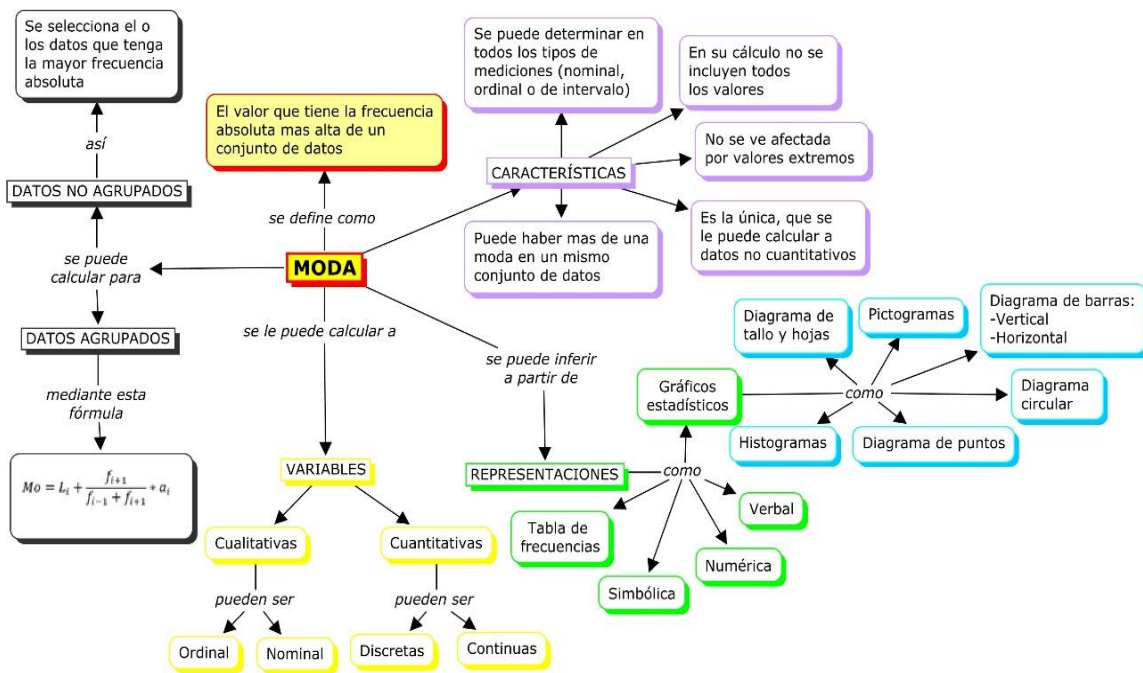 Se selecciona el o
los datos que tenga
la mayor frecuencia
absoluta
así
DATOS NO AGRUPADOS
se puede
calcular para
DATOS AGRUPADOS
mediante esta
fórmula
Mo = L_i + \frac{f_{i+1}}{f_{i-1} + f_{i+1}} * a_i
El valor que tiene la frecuencia
absoluta mas alta de un
conjunto de datos
se define como
MODA
Se puede determinar en
todos los tipos de
mediciones (nominal,
ordinal o de intervalo)
En su cálculo no se
incluyen todos
los valores
No se ve afectada
por valores extremos
CARACTERÍSTICAS
Es la única, que se
le puede calcular a
datos no cuantitativos
Puede haber mas de una
moda en un mismo
conjunto de datos
se le puede calcular a
VARIABLES
Cualitativas
Cuantitativas
pueden ser
pueden ser
Ordinal
Nominal
Discretas
Continuas
se puede inferir
a partir de
REPRESENTACIONES
como
Gráficos
estadísticos
Tabla de
frecuencias
Simbólica
Numérica
Verbal
como
Diagrama de
tallo y hojas
Pictogramas
Diagrama de barras:
-Vertical
-Horizontal
Diagrama
circular
Histogramas
Diagrama de puntos